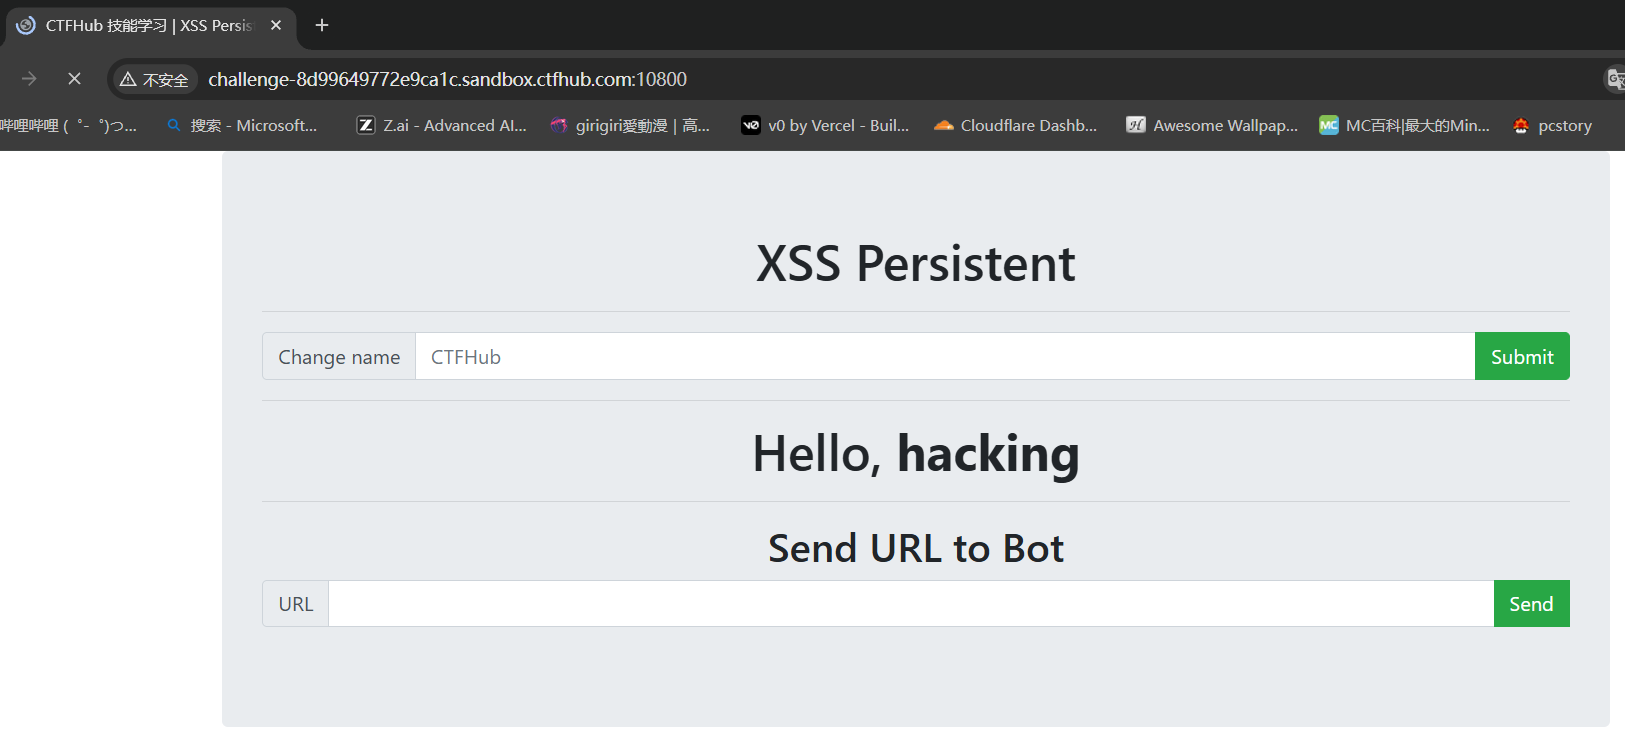 CTFHub 技能学习 | XSS Persis
不安全
challenge-8d99649772e9ca1c.sandbox.ctfhub.com:10800
哔哩哔哩 (゜-゜)つ...
搜索 - Microsoft...
Z.ai - Advanced AI...
girigiri愛動漫 | 高...
v0 by Vercel - Buil...
Cloudflare Dashb...
Awesome Wallpap...
MC
MC百科|最大的Min...
pcstory
XSS Persistent
Change name
CTFHub
Submit
Hello, hacking
Send URL to Bot
URL
Send